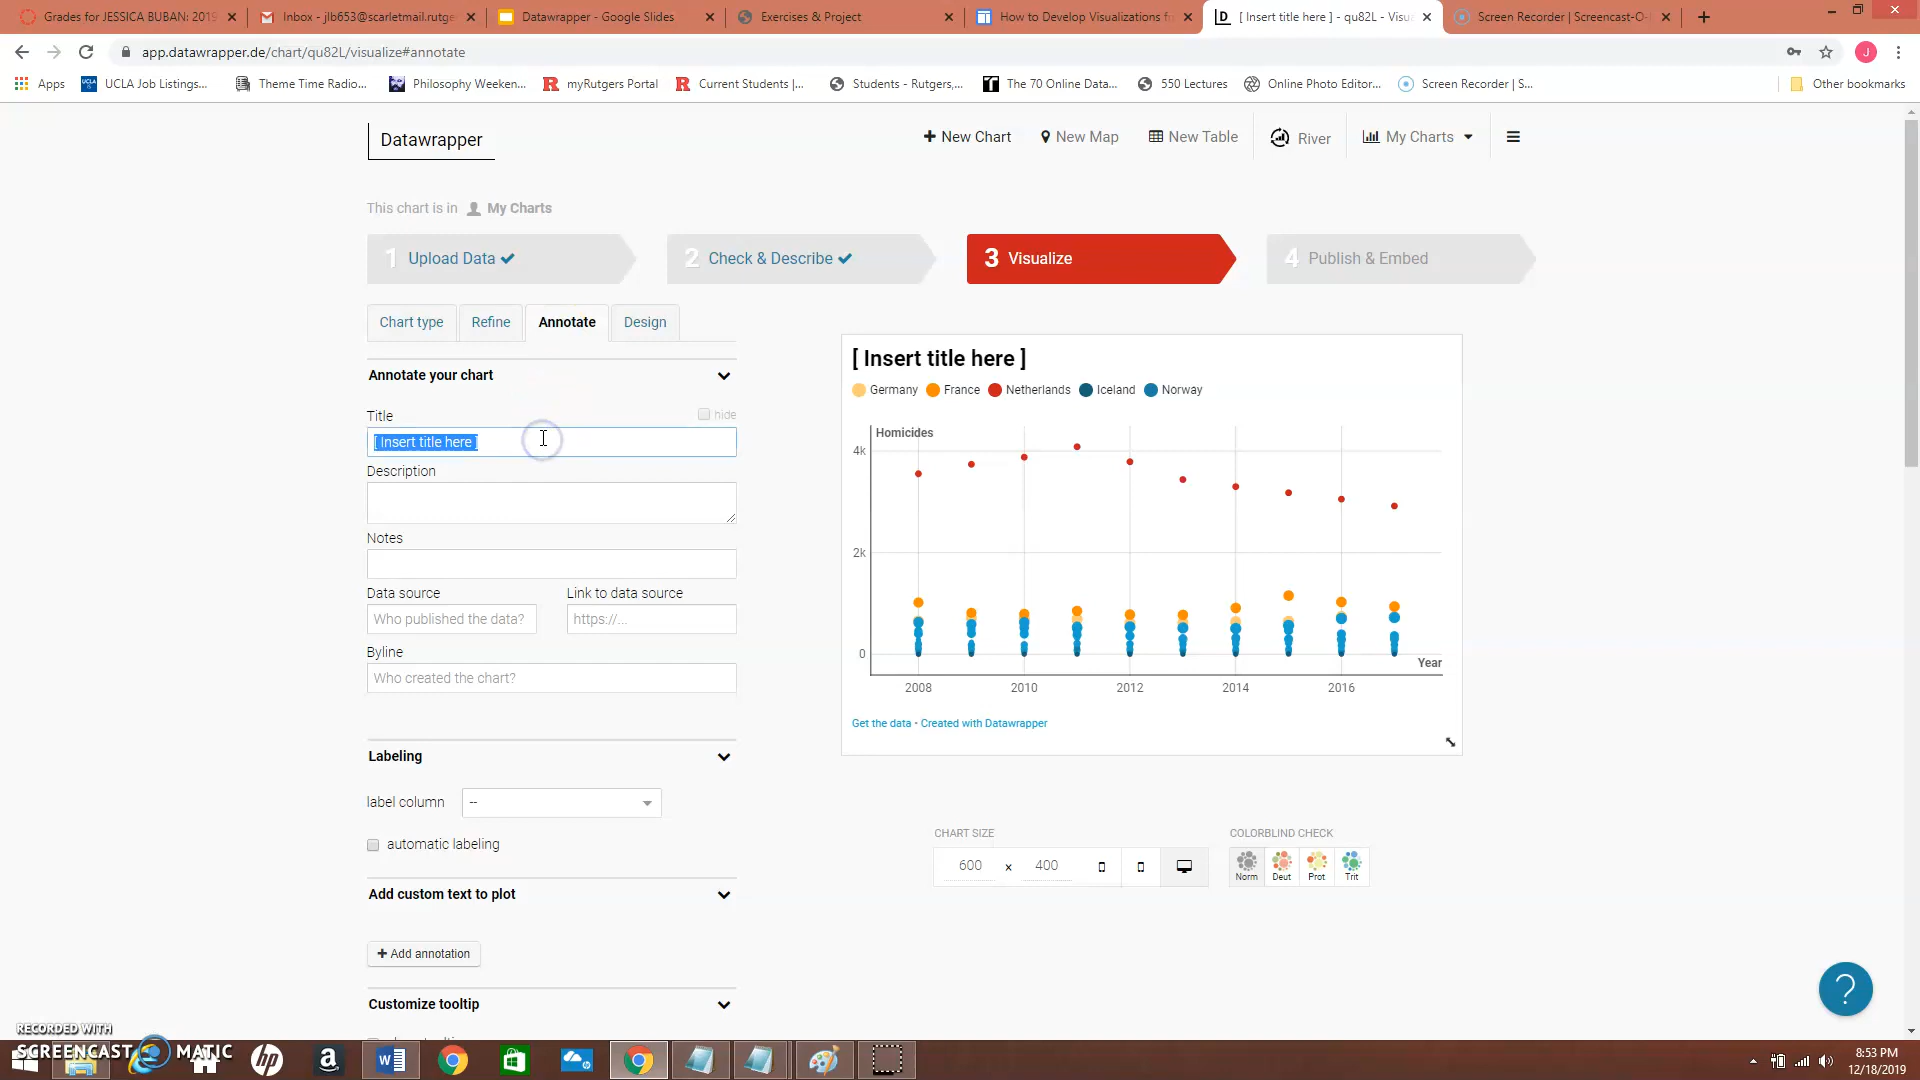 Grades for JESSICA BUBAN: 2019
Inbox - jlb653@scarletmail.rutge
Datawrapper - Google Slides
Exercises & Project
How to Develop Visualizations fr
[ Insert title here ] - qu82L - Visu
Screen Recorder | Screencast-O-
app.datawrapper.de/chart/qu82L/visualize#annotate
J
Apps
UCLA Job Listings...
Theme Time Radio...
Philosophy Weeken...
myRutgers Portal
Current Students |...
Students - Rutgers,...
The 70 Online Data...
550 Lectures
Online Photo Editor...
Screen Recorder | S...
Other bookmarks
Datawrapper
New Chart
New Map
New Table
River
My Charts
This chart is in My Charts
1 Upload Data
2 Check & Describe
3 Visualize
4 Publish & Embed
Chart type
Refine
Annotate
Design
Annotate your chart
Title
hide
[ Insert title here ]
Description
Notes
Data source
Link to data source
Who published the data?
https://...
Byline
Who created the chart?
Labeling
label column
--
automatic labeling
Add custom text to plot
+ Add annotation
Customize tooltip
[ Insert title here ]
Germany France Netherlands Iceland Norway
Homicides
4k
2k
0
Year
2008 2010 2012 2014 2016
Get the data · Created with Datawrapper
CHART SIZE
600 x 400
COLORBLIND CHECK
Norm Deut Prot Trit
?
RECORDED WITH
SCREENCAST MATIC
8:53 PM
12/18/2019